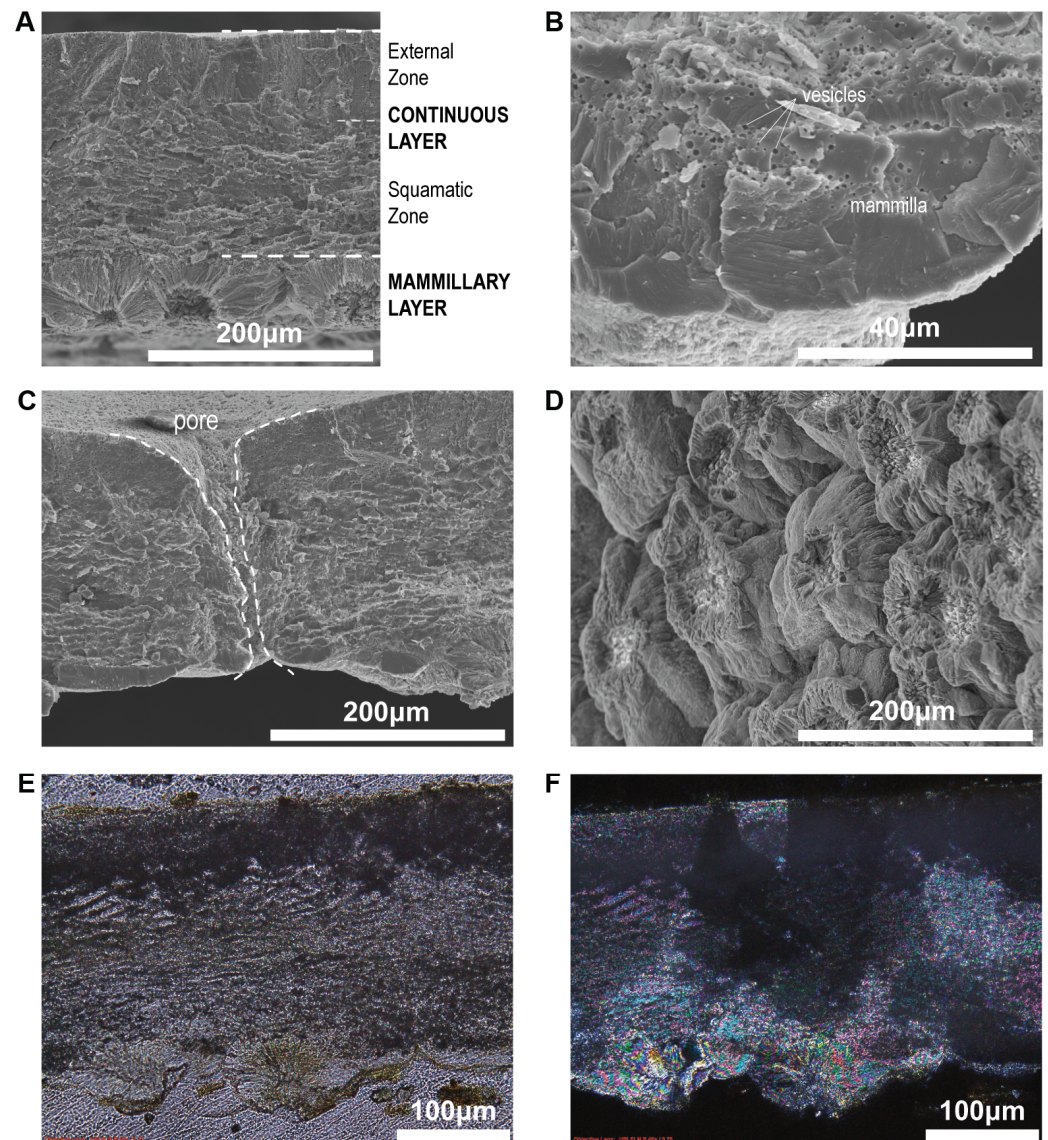 A
External
Zone
CONTINUOUS
LAYER
Squamatic
Zone
MAMMILLARY
LAYER
200µm
B
vesicles
mammilla
40µm
C
pore
200µm
D
200µm
E
100µm
F
100µm